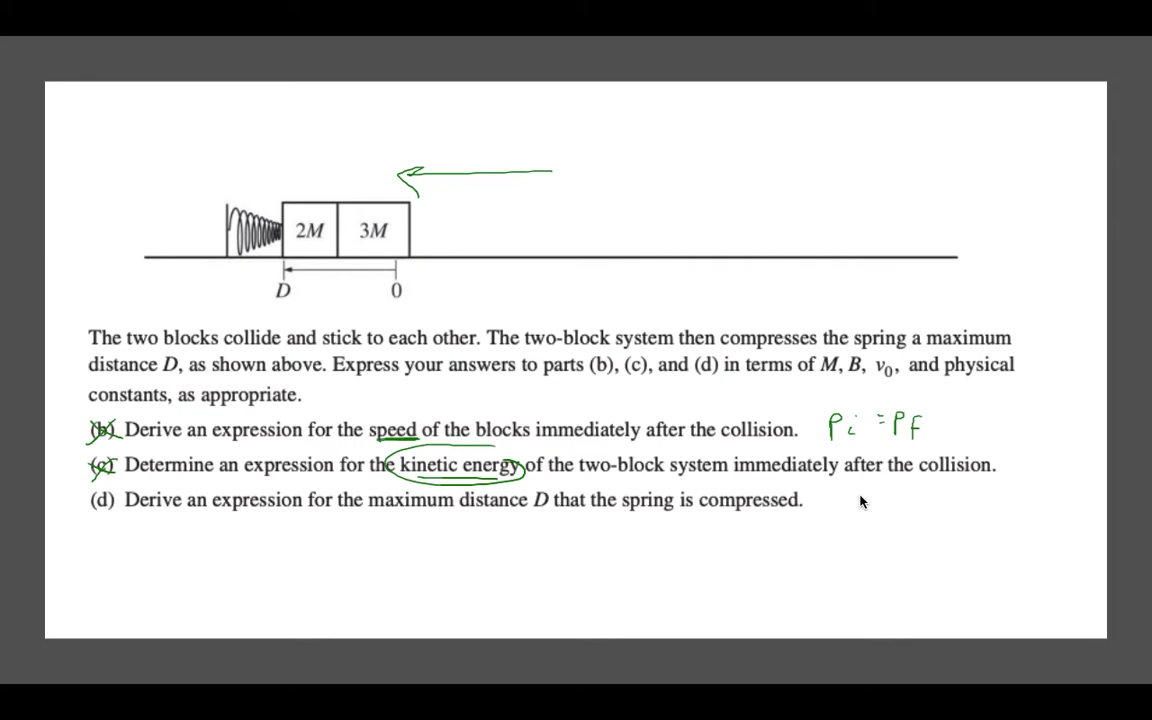 2M 3M
D 0
The two blocks collide and stick to each other. The two-block system then compresses the spring a maximum
distance D, as shown above. Express your answers to parts (b), (c), and (d) in terms of M, B, v₀, and physical
constants, as appropriate.
(b) Derive an expression for the speed of the blocks immediately after the collision. Pi = PF
(c) Determine an expression for the kinetic energy of the two-block system immediately after the collision.
(d) Derive an expression for the maximum distance D that the spring is compressed.